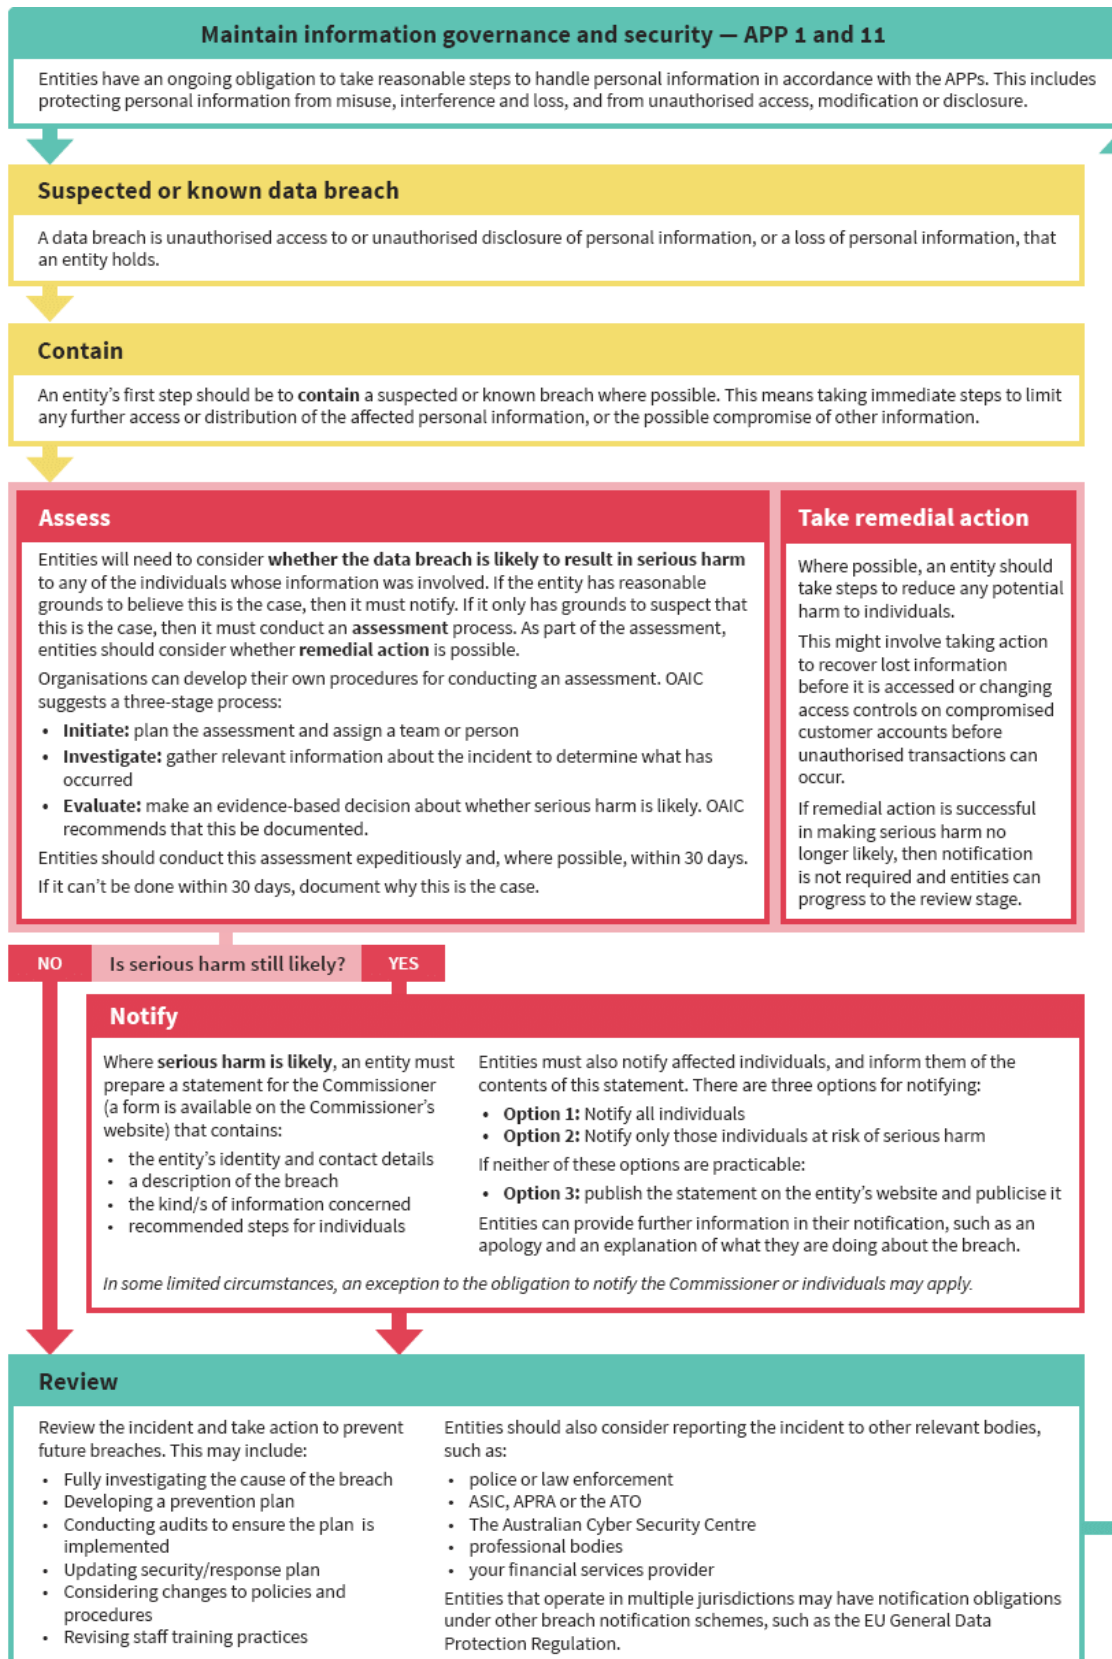 Maintain information governance and security — APP 1 and 11
Entities have an ongoing obligation to take reasonable steps to handle personal information in accordance with the APPs. This includes
protecting personal information from misuse, interference and loss, and from unauthorised access, modification or disclosure.
Suspected or known data breach
A data breach is unauthorised access to or unauthorised disclosure of personal information, or a loss of personal information, that
an entity holds.
Contain
An entity's first step should be to contain a suspected or known breach where possible. This means taking immediate steps to limit
any further access or distribution of the affected personal information, or the possible compromise of other information.
Assess
Entities will need to consider whether the data breach is likely to result in serious harm
to any of the individuals whose information was involved. If the entity has reasonable
grounds to believe this is the case, then it must notify. If it only has grounds to suspect that
this is the case, then it must conduct an assessment process. As part of the assessment,
entities should consider whether remedial action is possible.
Organisations can develop their own procedures for conducting an assessment. OAIC
suggests a three-stage process:
• Initiate: plan the assessment and assign a team or person
• Investigate: gather relevant information about the incident to determine what has
occurred
• Evaluate: make an evidence-based decision about whether serious harm is likely. OAIC
recommends that this be documented.
Entities should conduct this assessment expeditiously and, where possible, within 30 days.
If it can't be done within 30 days, document why this is the case.
Take remedial action
Where possible, an entity should
take steps to reduce any potential
harm to individuals.
This might involve taking action
to recover lost information
before it is accessed or changing
access controls on compromised
customer accounts before
unauthorised transactions can
occur.
If remedial action is successful
in making serious harm no
longer likely, then notification
is not required and entities can
progress to the review stage.
NO
Is serious harm still likely?
YES
Notify
Where serious harm is likely, an entity must
prepare a statement for the Commissioner
(a form is available on the Commissioner's
website) that contains:
• the entity's identity and contact details
• a description of the breach
• the kind/s of information concerned
• recommended steps for individuals
Entities must also notify affected individuals, and inform them of the
contents of this statement. There are three options for notifying:
• Option 1: Notify all individuals
• Option 2: Notify only those individuals at risk of serious harm
If neither of these options are practicable:
• Option 3: publish the statement on the entity's website and publicise it
Entities can provide further information in their notification, such as an
apology and an explanation of what they are doing about the breach.
In some limited circumstances, an exception to the obligation to notify the Commissioner or individuals may apply.
Review
Review the incident and take action to prevent
future breaches. This may include:
• Fully investigating the cause of the breach
• Developing a prevention plan
• Conducting audits to ensure the plan is
implemented
• Updating security/response plan
• Considering changes to policies and
procedures
• Revising staff training practices
Entities should also consider reporting the incident to other relevant bodies,
such as:
• police or law enforcement
• ASIC, APRA or the ATO
• The Australian Cyber Security Centre
• professional bodies
• your financial services provider
Entities that operate in multiple jurisdictions may have notification obligations
under other breach notification schemes, such as the EU General Data
Protection Regulation.